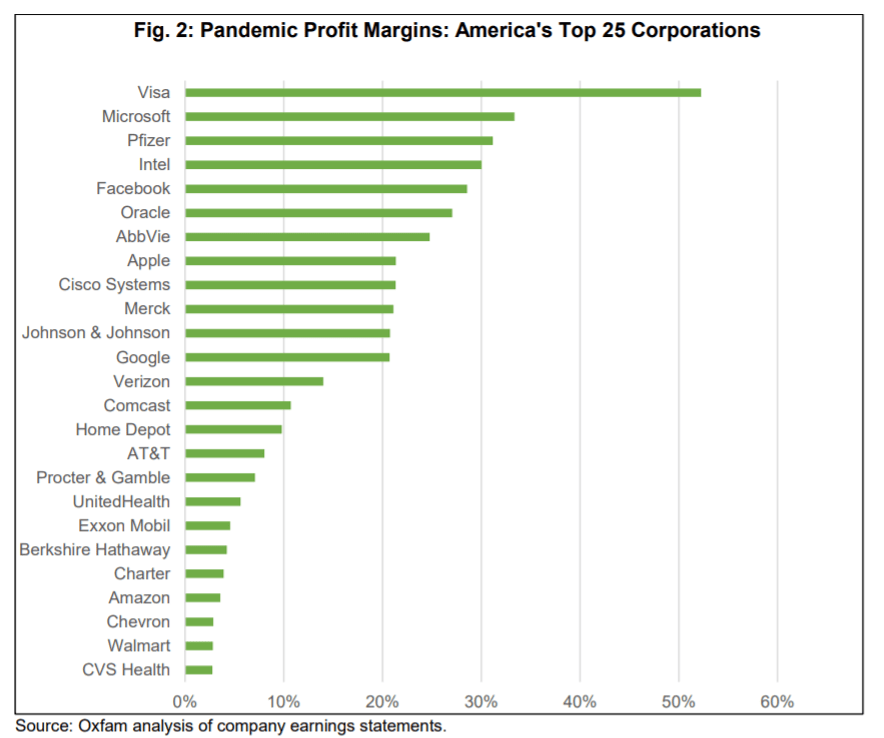 Fig. 2: Pandemic Profit Margins: America's Top 25 Corporations
Visa
Microsoft
Pfizer
Intel
Facebook
Oracle
AbbVie
Apple
Cisco Systems
Merck
Johnson & Johnson
Google
Verizon
Comcast
Home Depot
AT&T
Procter & Gamble
UnitedHealth
Exxon Mobil
Berkshire Hathaway
Charter
Amazon
Chevron
Walmart
CVS Health
0% 10% 20% 30% 40% 50% 60%
Source: Oxfam analysis of company earnings statements.